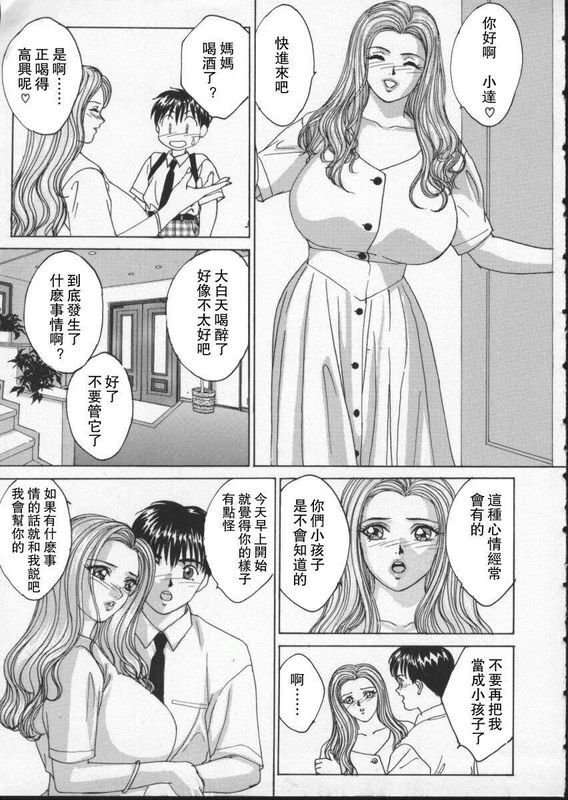 你好啊
小達♡
快進來吧
媽媽
喝酒了？
是啊……
正喝得
高興呢♡
大白天喝醉了
好像不太好吧
到底發生了
什麽事情啊？
好了
不要管它了
這種心情經常
會有的
你們小孩子
是不會知道的
不要再把我
當成小孩子了
啊……
今天早上開始
就覺得你的樣子
有點怪
如果有什麽事
情的話就和我說吧
我會幫你的